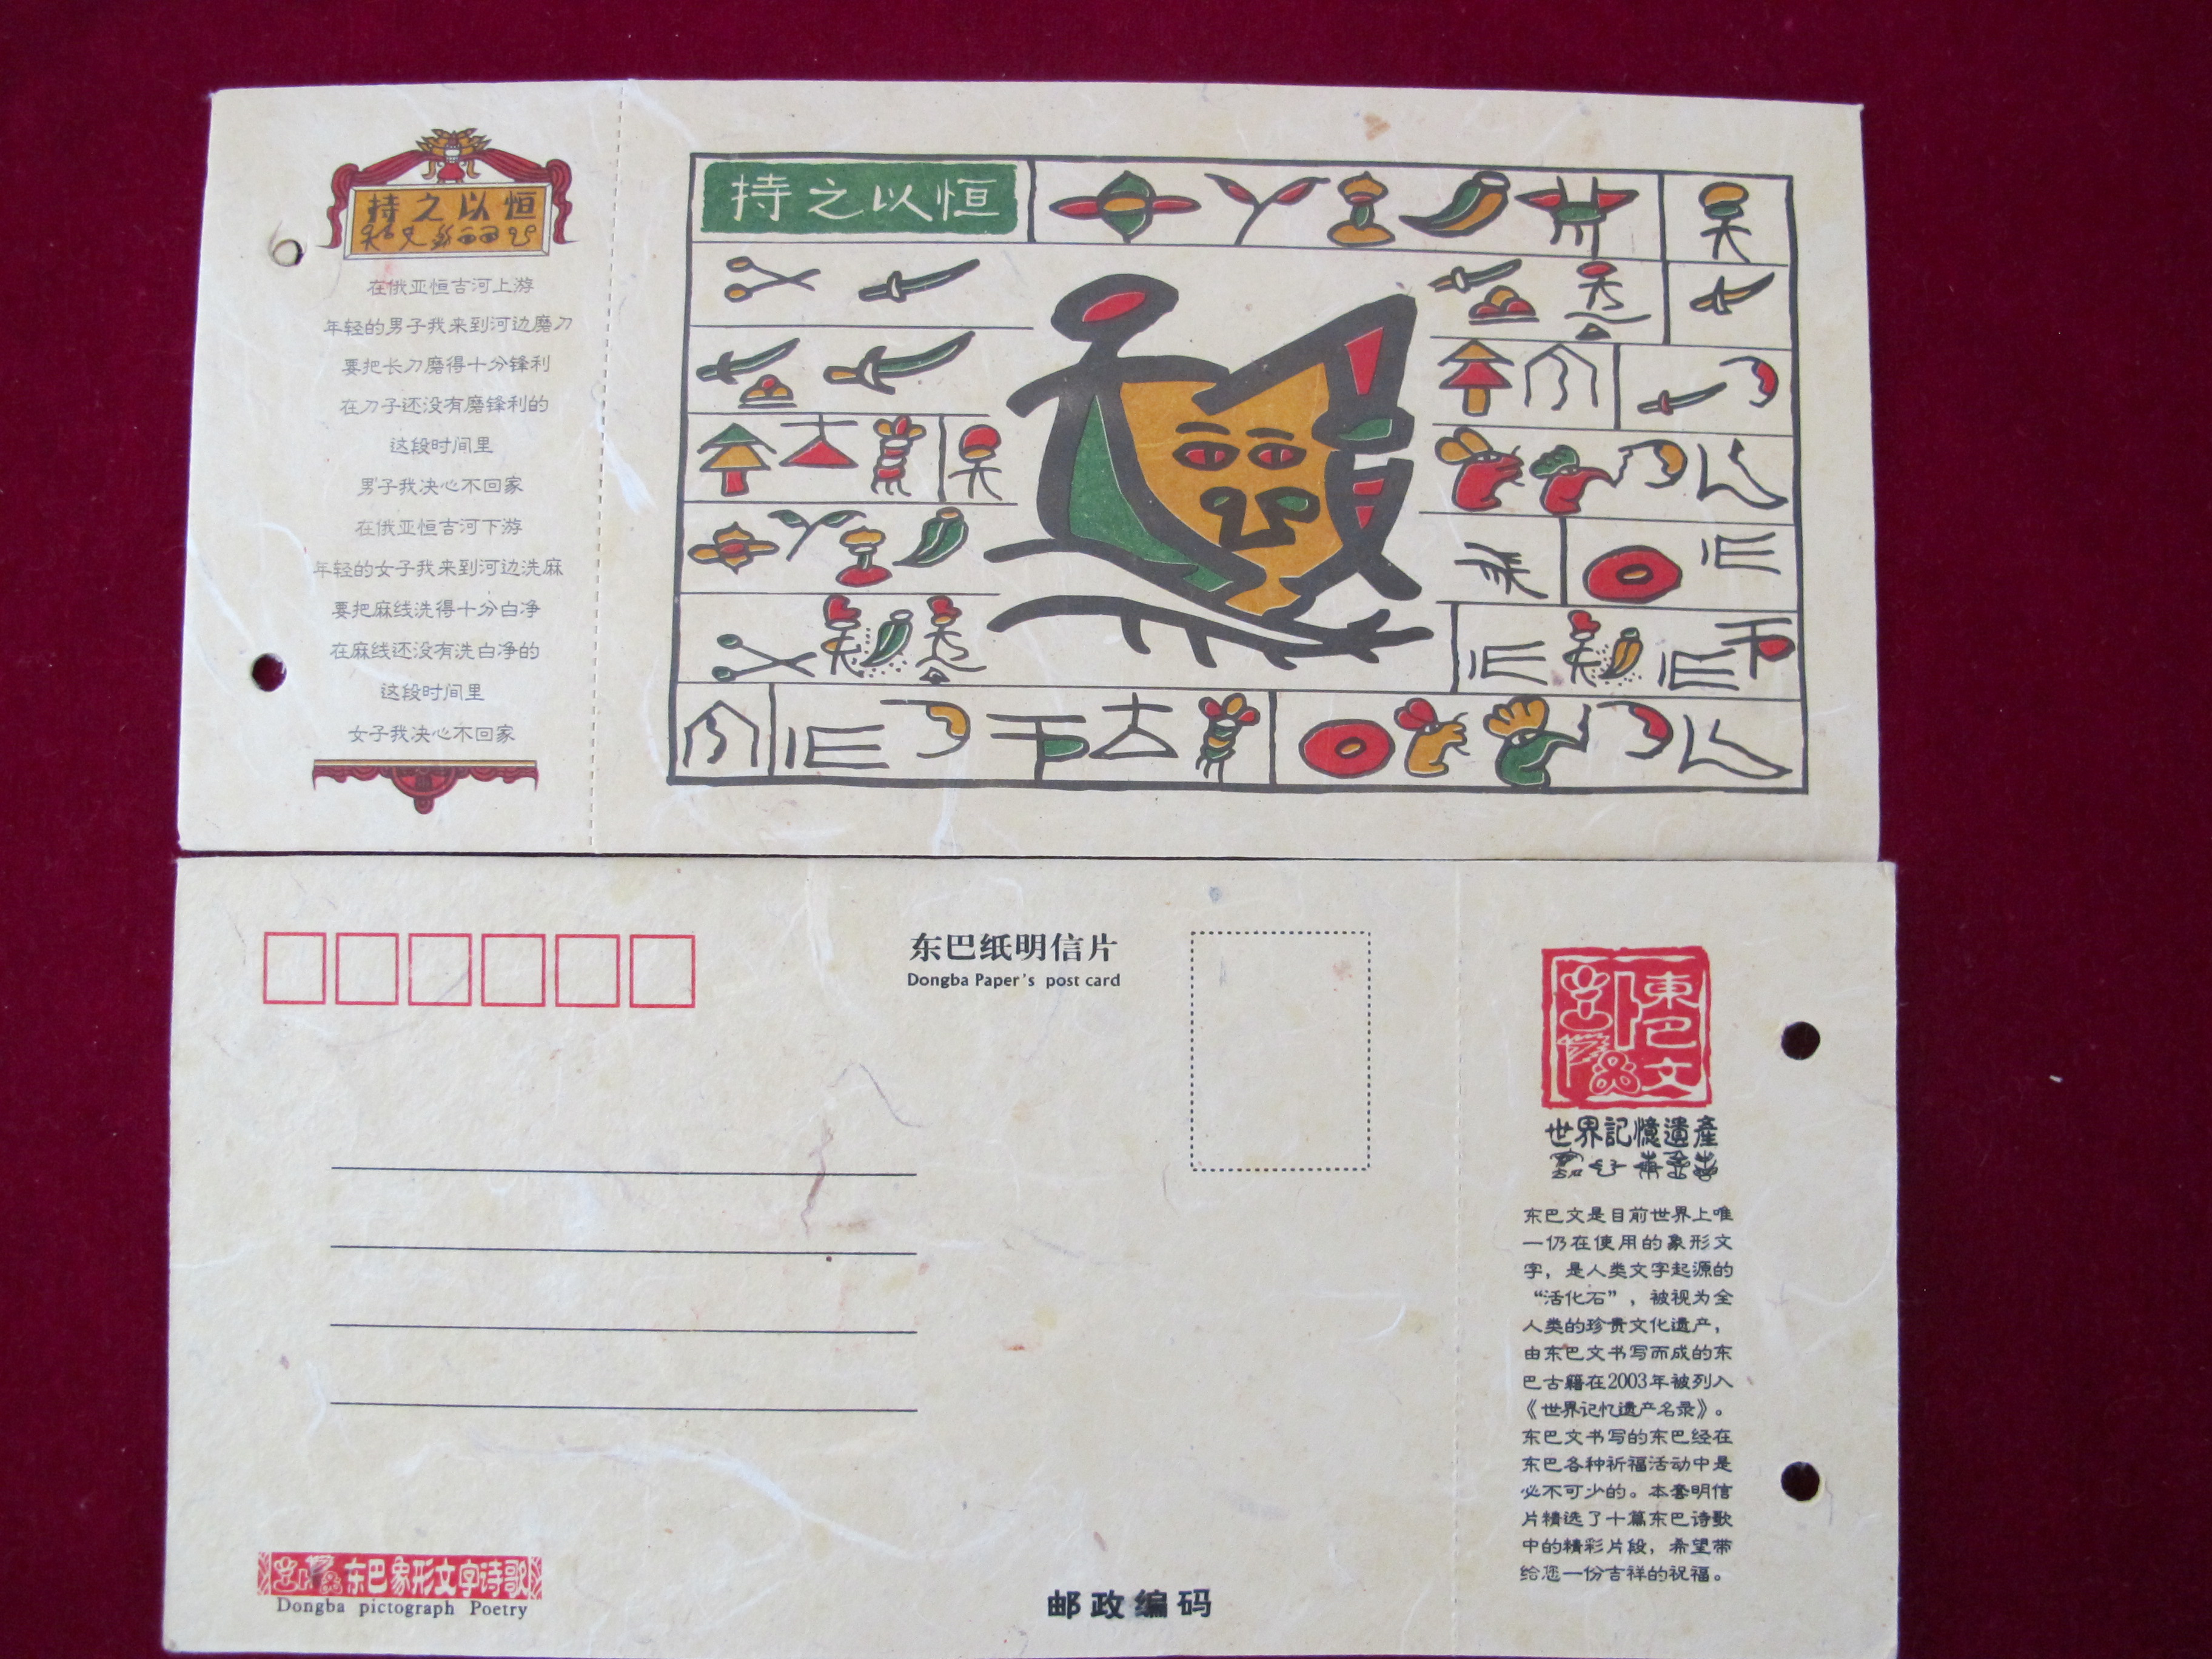 持之以恒
在俄亚恒吉河上游
年轻的男子我来到河边磨刀
要把长刀磨得十分锋利
在刀子还没有磨锋利的
这段时间里
男子我决心不回家
在俄亚恒吉河下游
年轻的女子我来到河边洗麻
要把麻线洗得十分白净
在麻线还没有洗白净的
这段时间里
女子我决心不回家
持之以恒
东巴纸明信片
Dongba Paper's post card
東巴文
世界記憶遺產
东巴文是目前世界上唯
一仍在使用的象形文
字，是人类文字起源的
“活化石”，被视为全
人类的珍贵文化遗产，
由东巴文书写而成的东
巴古籍在2003年被列入
《世界记忆遗产名录》。
东巴文书写的东巴经在
东巴各种祈福活动中是
必不可少的。本套明信
片精选了十篇东巴诗歌
中的精彩片段，希望带
给您一份吉祥的祝福。
东巴象形文字诗歌
Dongba pictograph Poetry
邮政编码